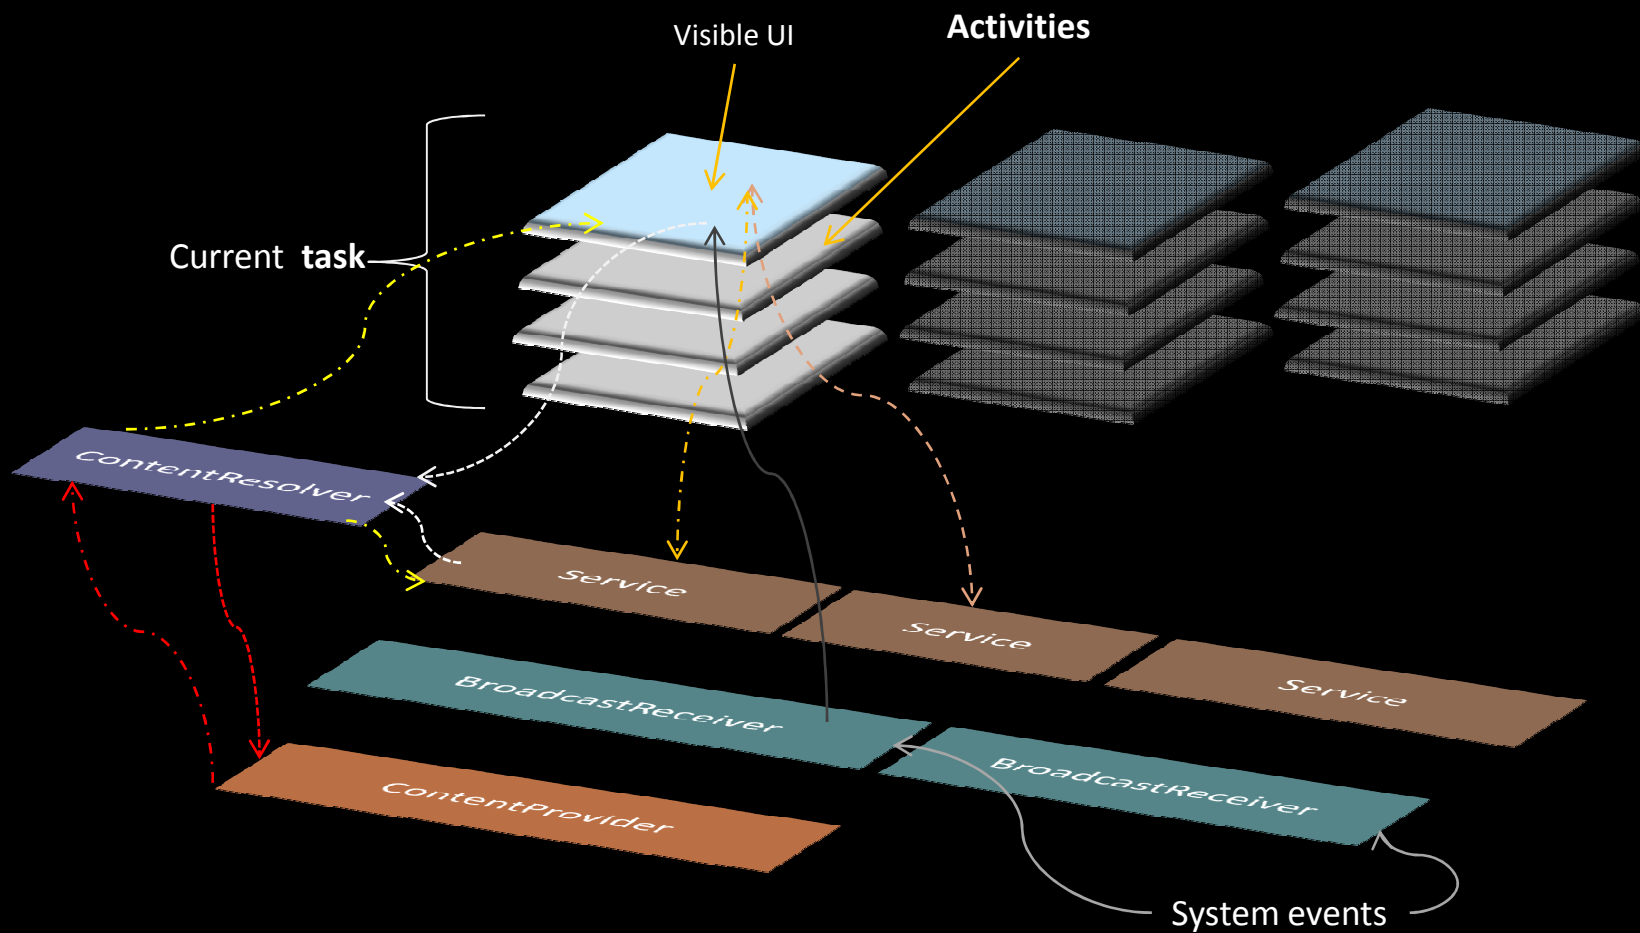 Visible UI
Activities
Current task
ContentResolver
Service
Service
Service
BroadcastReceiver
BroadcastReceiver
ContentProvider
System events